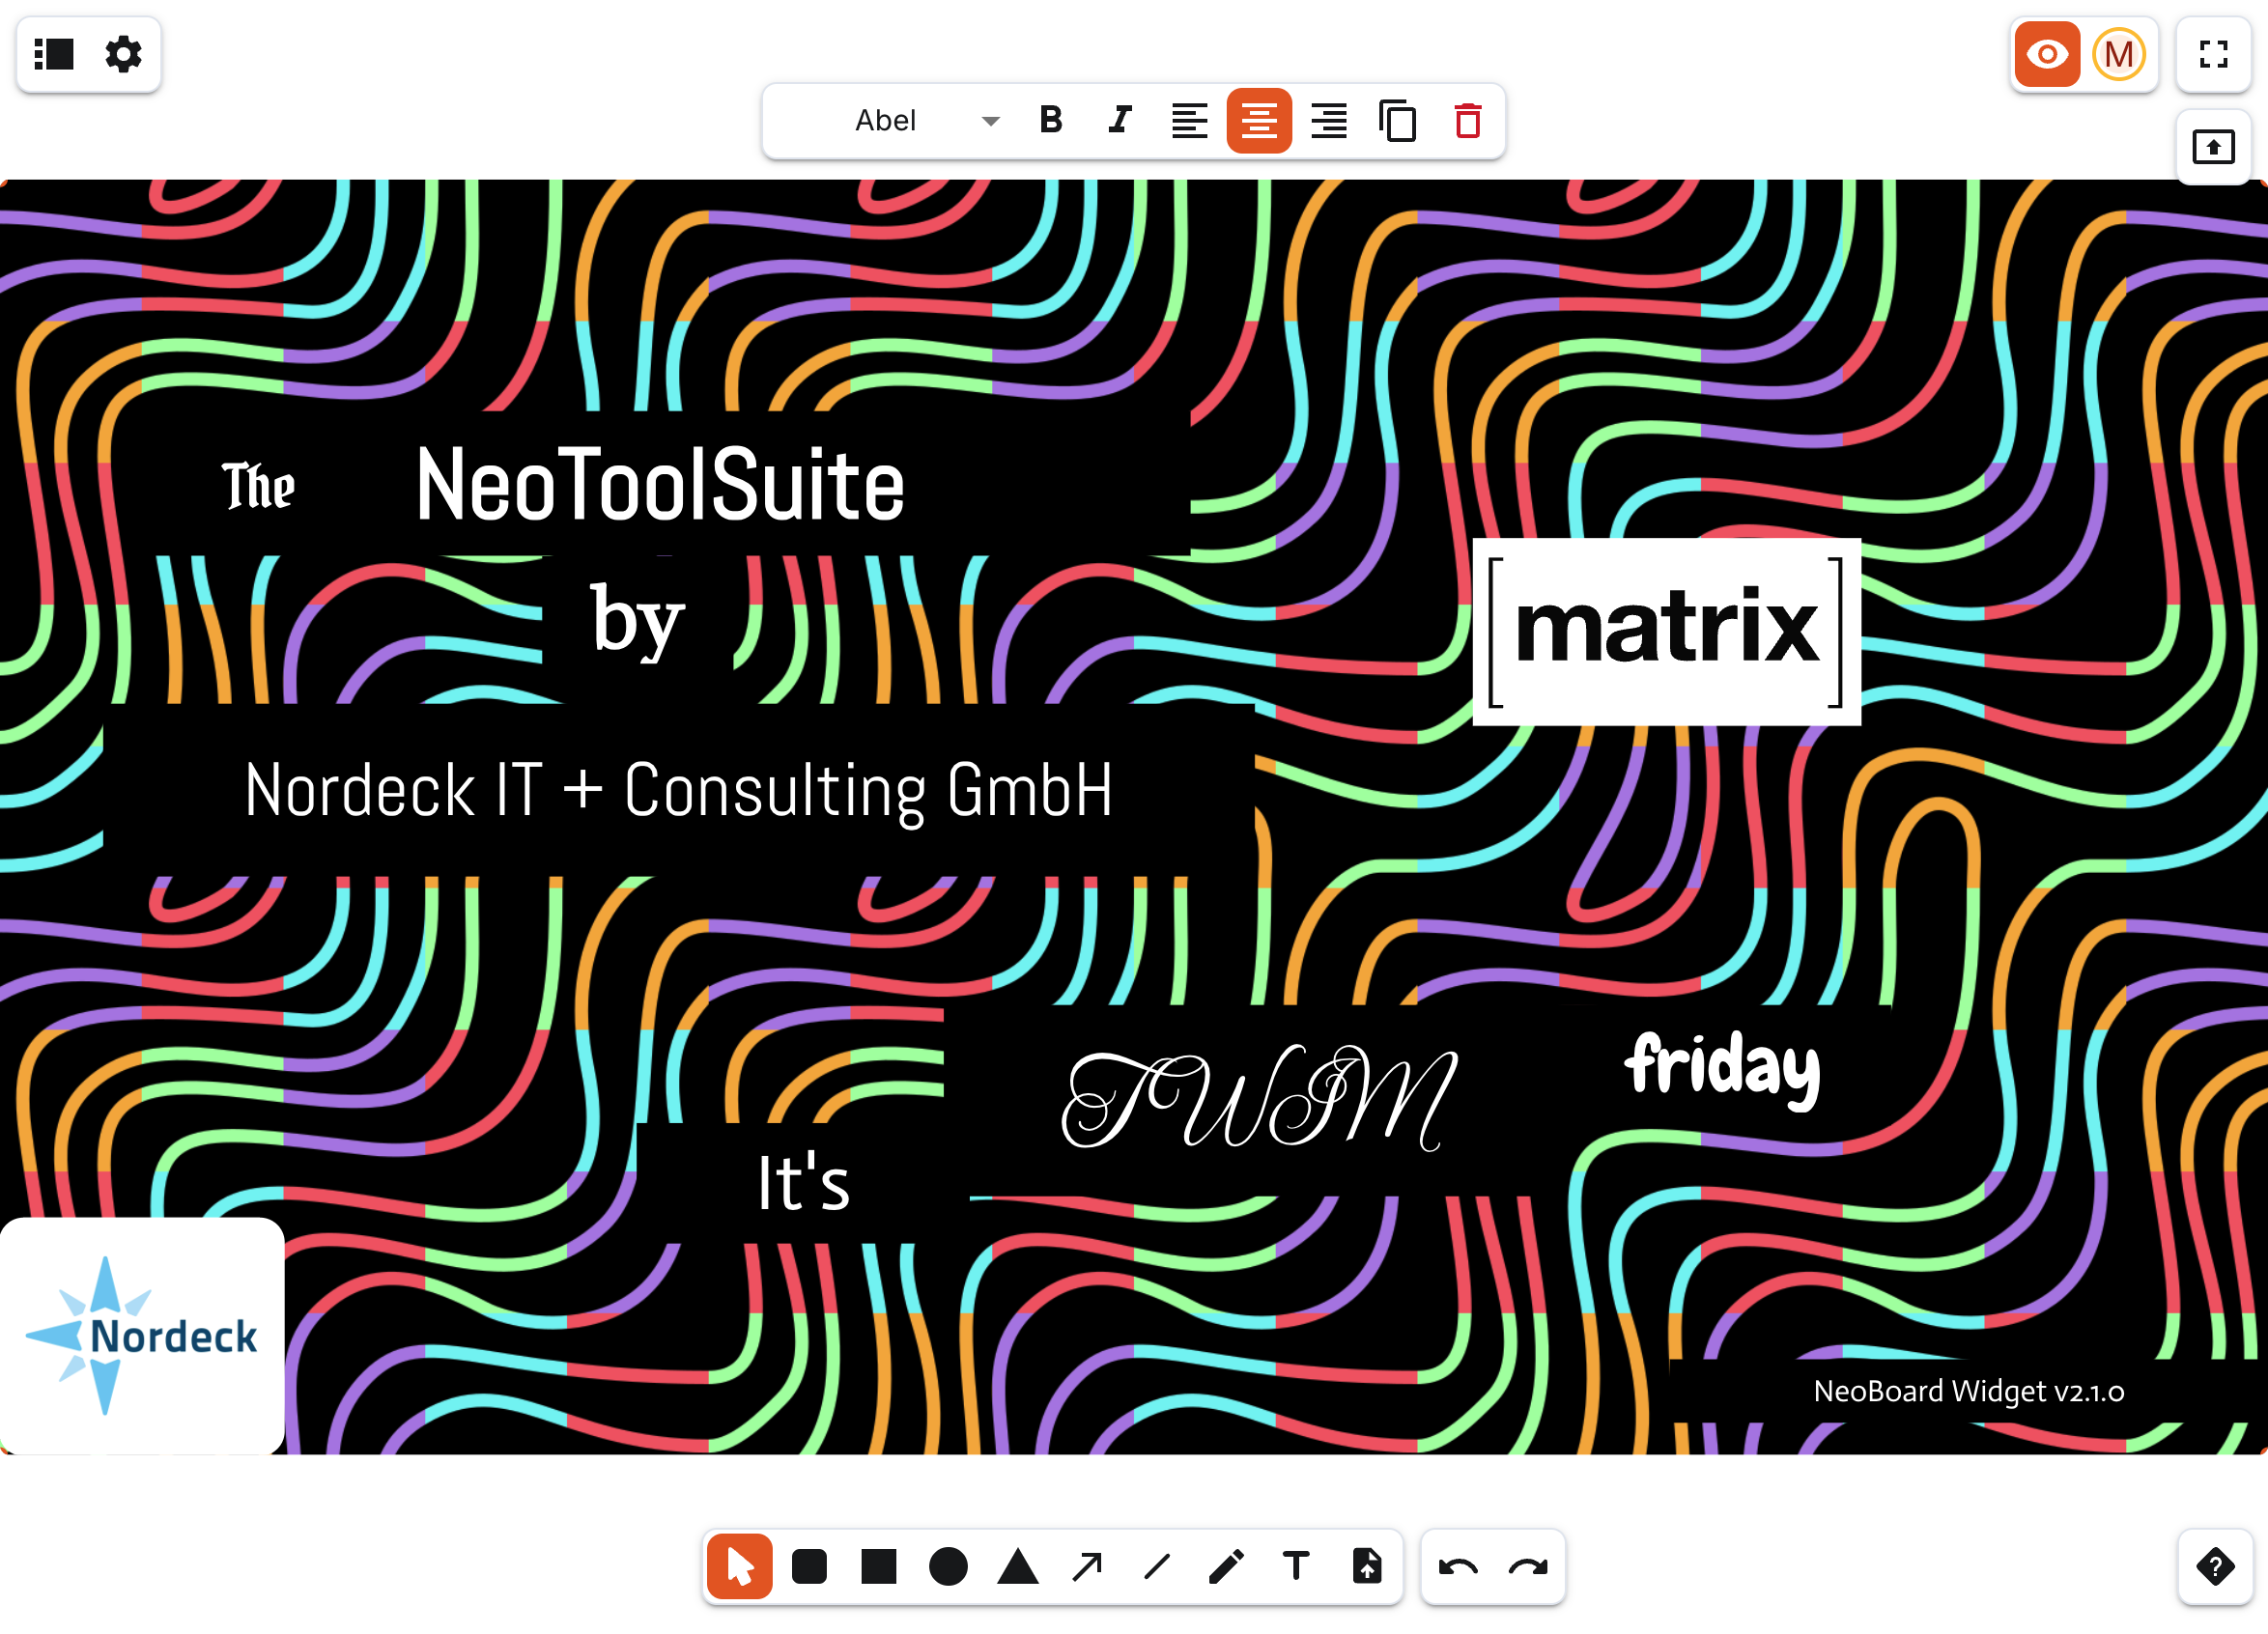 M
Abel
B
I
The NeoToolSuite
by
[matrix]
Nordeck IT + Consulting GmbH
It's TWIM friday
Nordeck
NeoBoard Widget v2.1.0
T
?